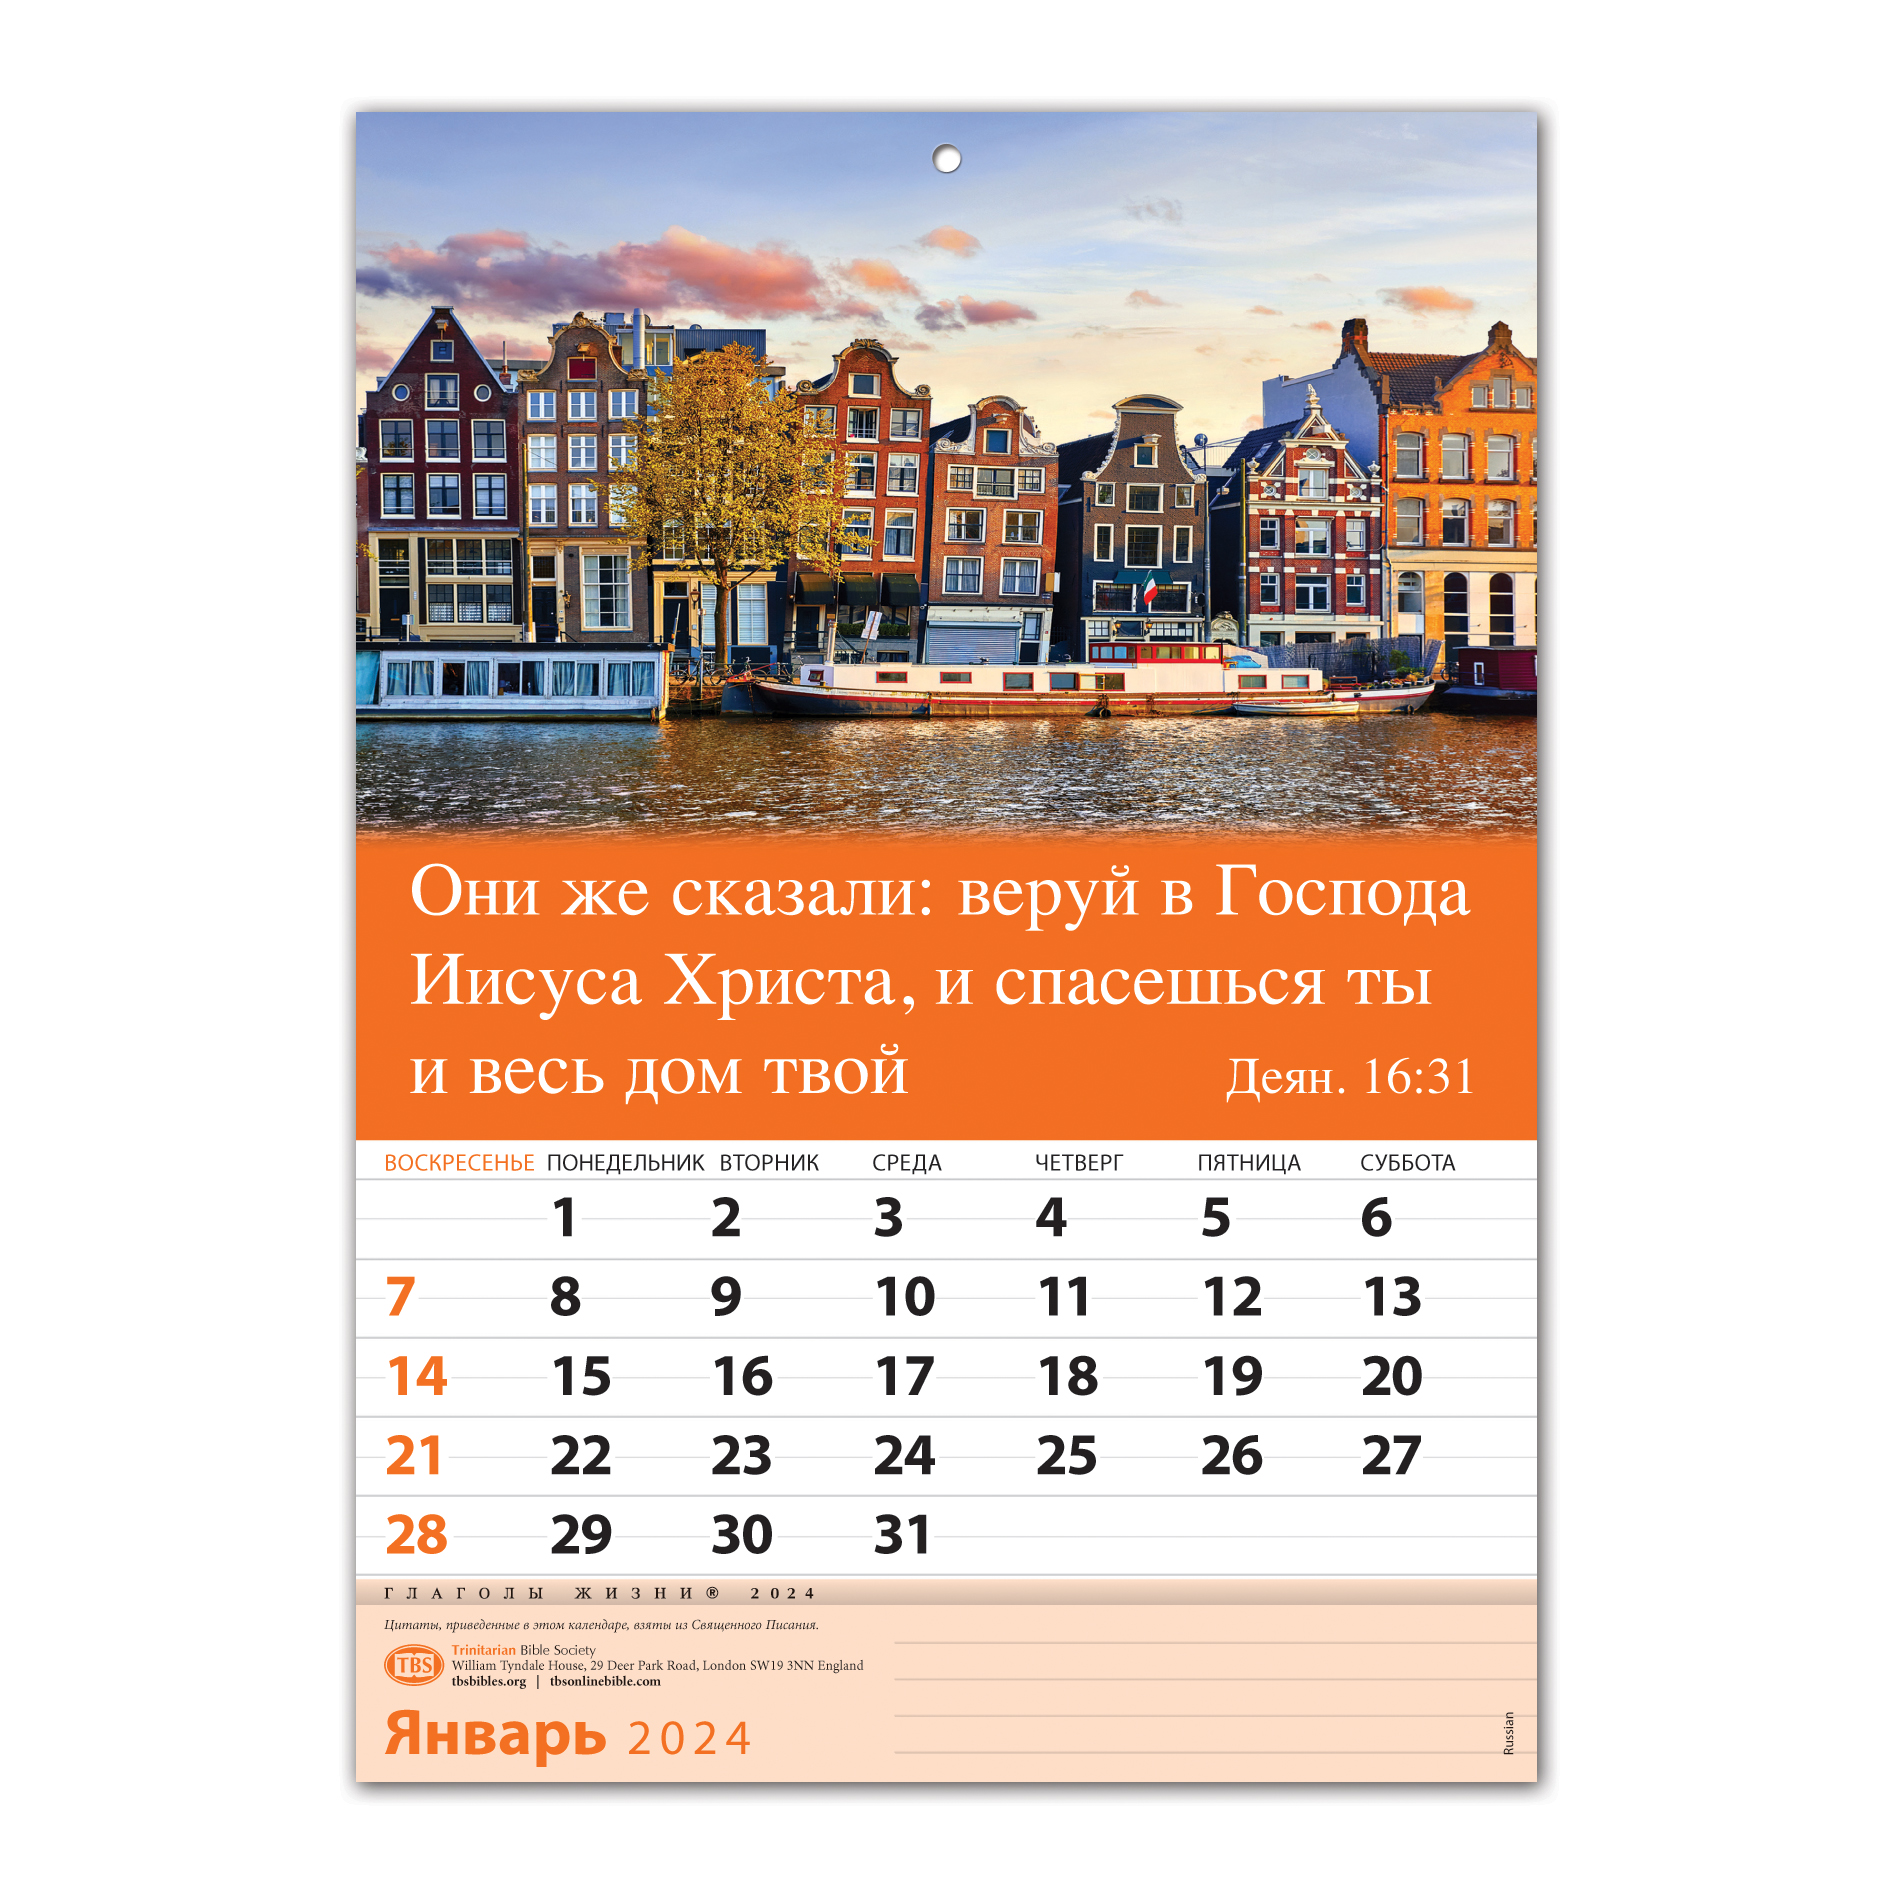 Они же сказали: веруй в Господа
Иисуса Христа, и спасешься ты
и весь дом твой Деян. 16:31
ВОСКРЕСЕНЬЕ ПОНЕДЕЛЬНИК ВТОРНИК СРЕДА ЧЕТВЕРГ ПЯТНИЦА СУББОТА
1 2 3 4 5 6
7 8 9 10 11 12 13
14 15 16 17 18 19 20
21 22 23 24 25 26 27
28 29 30 31
ГЛАГОЛЫ ЖИЗНИ® 2024
Цитаты, приведенные в этом календаре, взяты из Священного Писания.
TBS
Trinitarian Bible Society
William Tyndale House, 29 Deer Park Road, London SW19 3NN England
tbsbibles.org | tbsonlinebible.com
Январь 2024
Russian